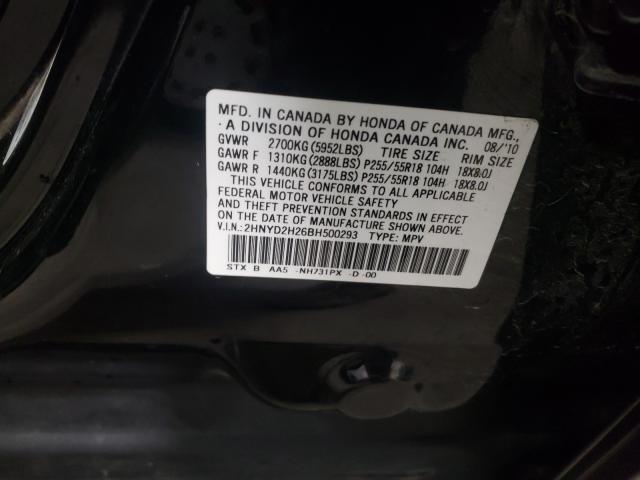 MFD. IN CANADA BY HONDA OF CANADA MFG.,
A DIVISION OF HONDA CANADA INC. 08/'10
GVWR 2700KG(5952LBS) TIRE SIZE RIM SIZE
GAWR F 1310KG(2888LBS) P255/55R18 104H 18X8.0J
GAWR R 1440KG(3175LBS) P255/55R18 104H 18X8.0J
THIS VEHICLE CONFORMS TO ALL APPLICABLE
FEDERAL MOTOR VEHICLE SAFETY
AND THEFT PREVENTION STANDARDS IN EFFECT
ON THE DATE OF MANUFACTURE SHOWN ABOVE.
V.I.N.: 2HNYD2H26BH500293 TYPE: MPV
STX B AA5 -NH731PX -D -00